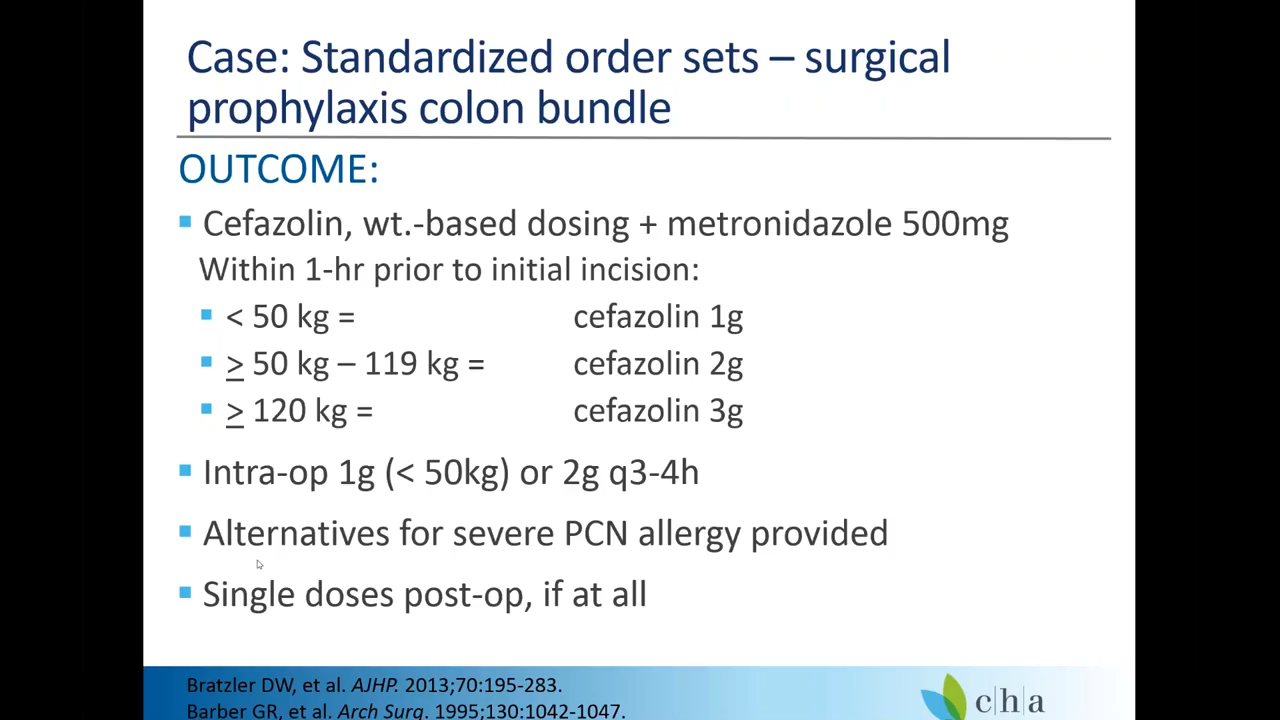 Case: Standardized order sets – surgical
prophylaxis colon bundle
OUTCOME:
Cefazolin, wt.-based dosing + metronidazole 500mg
Within 1-hr prior to initial incision:
< 50 kg = cefazolin 1g
≥ 50 kg – 119 kg = cefazolin 2g
≥ 120 kg = cefazolin 3g
Intra-op 1g (< 50kg) or 2g q3-4h
Alternatives for severe PCN allergy provided
Single doses post-op, if at all
Bratzler DW, et al. AJHP. 2013;70:195-283.
Barber GR, et al. Arch Surg. 1995;130:1042-1047.
c|h|a